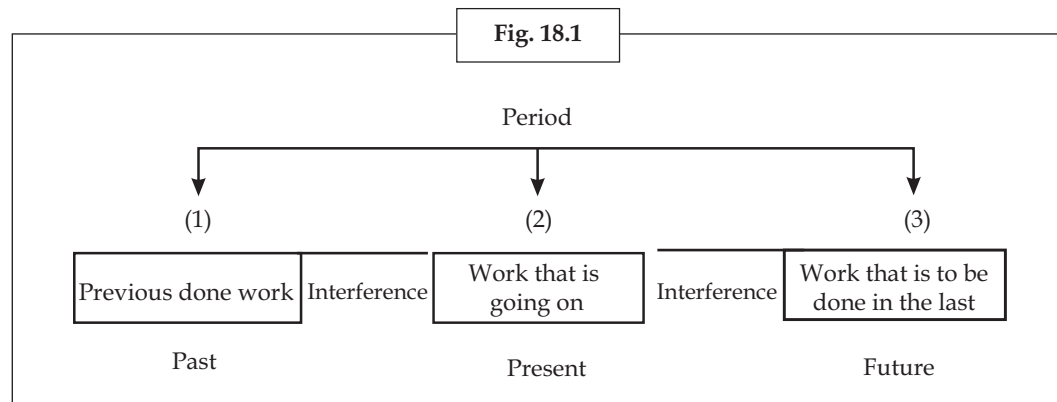 Fig. 18.1
Period
(1) (2) (3)
Previous done work Interference Work that is going on Interference Work that is to be done in the last
Past Present Future